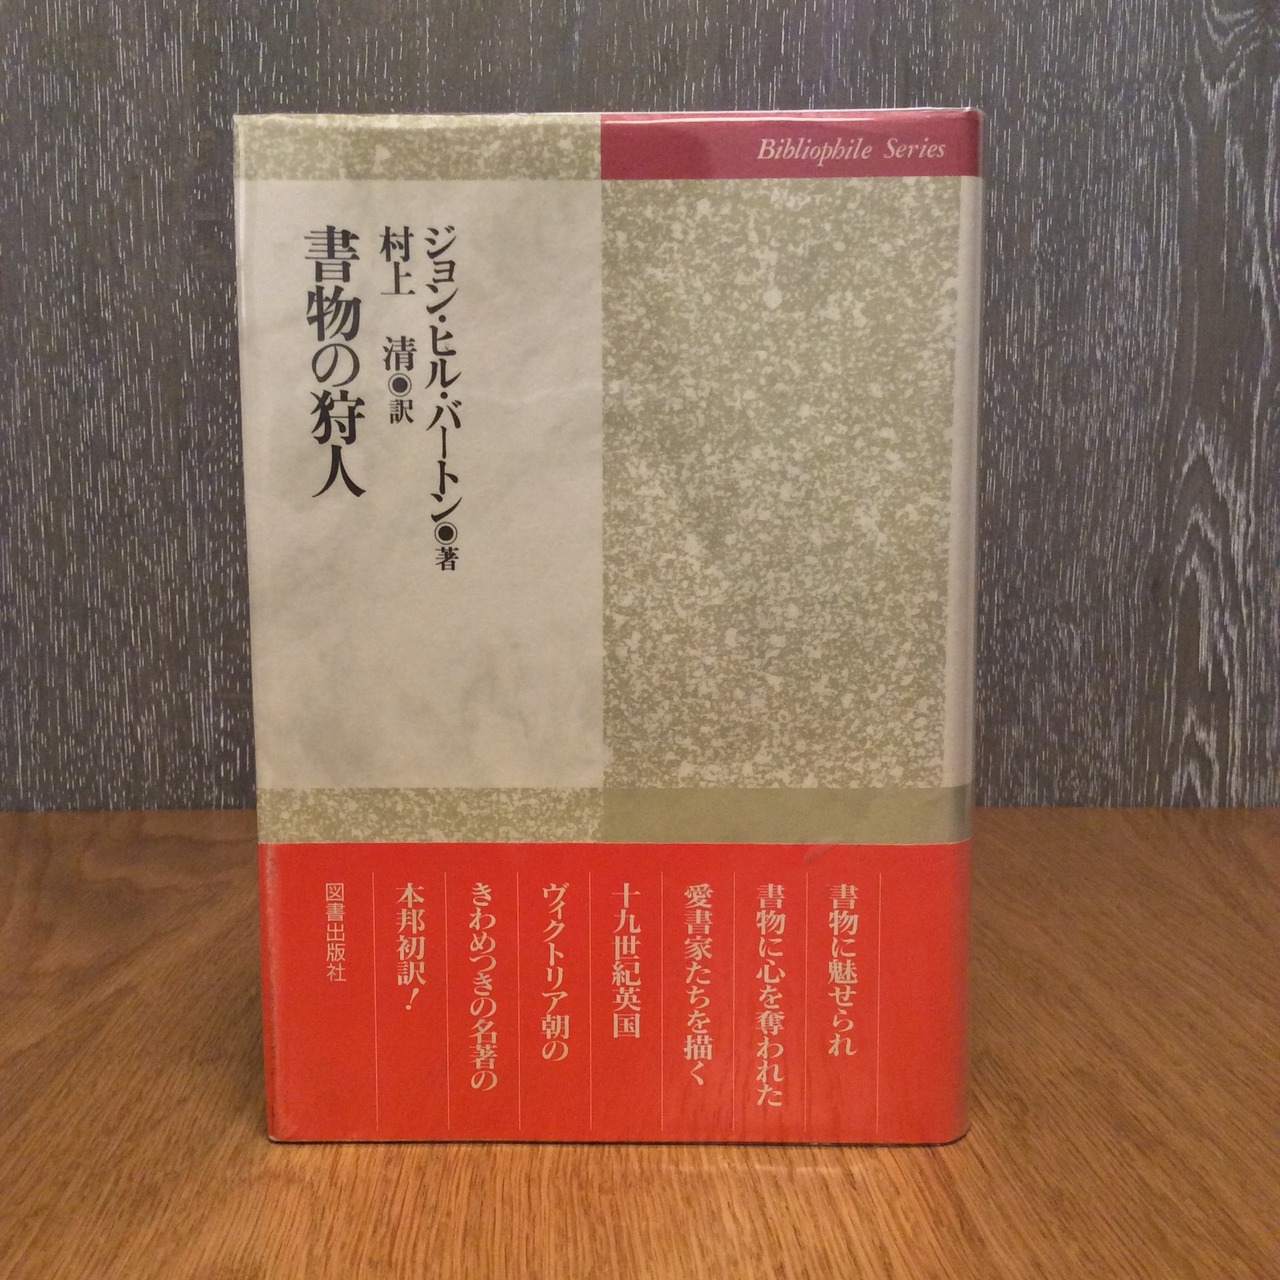 Bibliophile Series
ジョン・ヒル・バートン◉著
村上 清◉訳
書物の狩人
書物に魅せられ
書物に心を奪われた
愛書家たちを描く
十九世紀英国
ヴィクトリア朝の
きわめつきの名著の
本邦初訳!
図書出版社